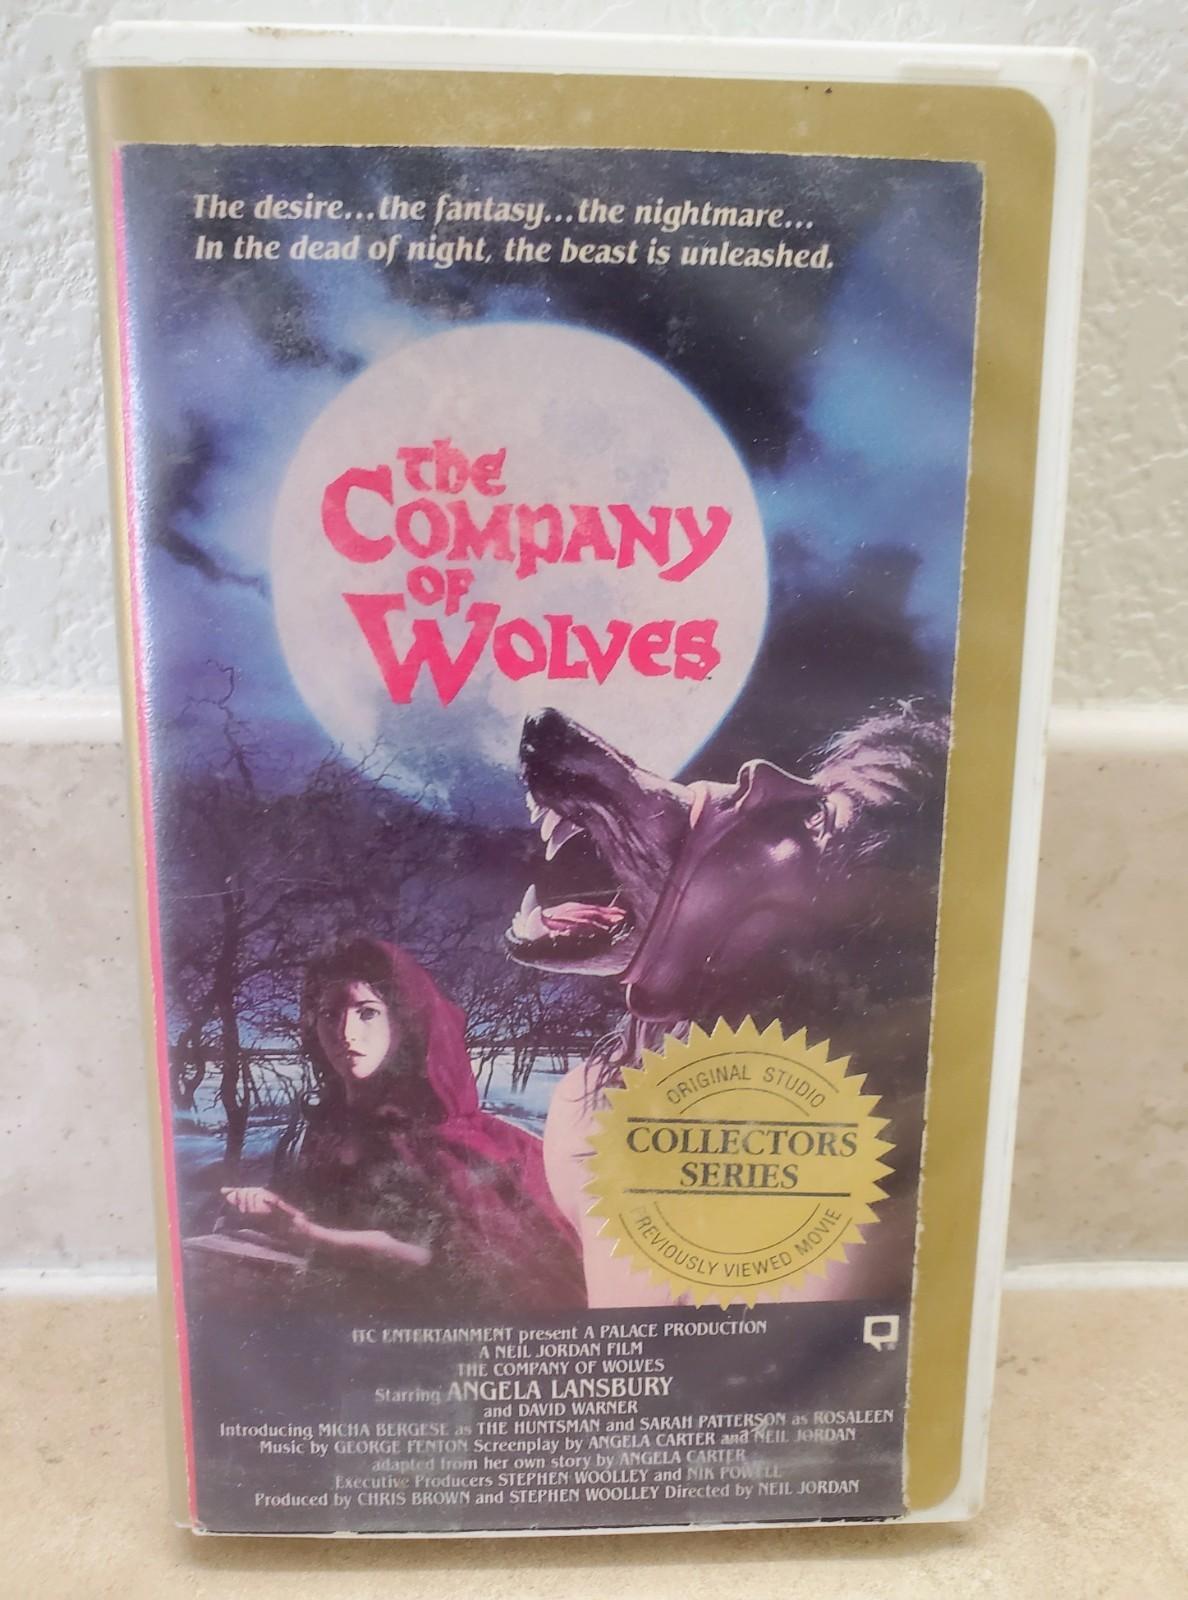 The desire...the fantasy...the nightmare...
In the dead of night, the beast is unleashed.
The
Company
of
Wolves
ORIGINAL STUDIO
COLLECTORS
SERIES
PREVIOUSLY VIEWED MOVIE
ITC ENTERTAINMENT present A PALACE PRODUCTION
A NEIL JORDAN FILM
THE COMPANY OF WOLVES
Starring ANGELA LANSBURY
and DAVID WARNER
Introducing MICHA BERGESE as THE HUNTSMAN and SARAH PATTERSON as ROSALEEN
Music by GEORGE FENTON Screenplay by ANGELA CARTER and NEIL JORDAN
adapted from her own story by ANGELA CARTER
Executive Producers STEPHEN WOOLLEY and NIK POWELL
Produced by CHRIS BROWN and STEPHEN WOOLLEY Directed by NEIL JORDAN